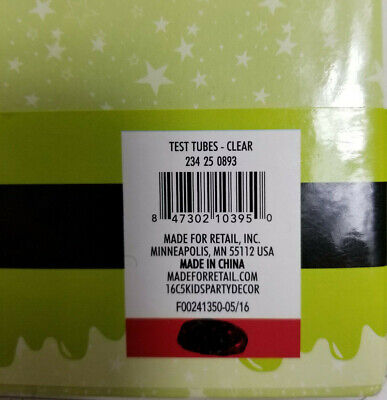 TEST TUBES - CLEAR
234 25 0893
8 47302 10395 0
MADE FOR RETAIL, INC.
MINNEAPOLIS, MN 55112 USA
MADE IN CHINA
MADEFORRETAIL.COM
16C5KIDSPARTYDECOR
F00241350-05/16